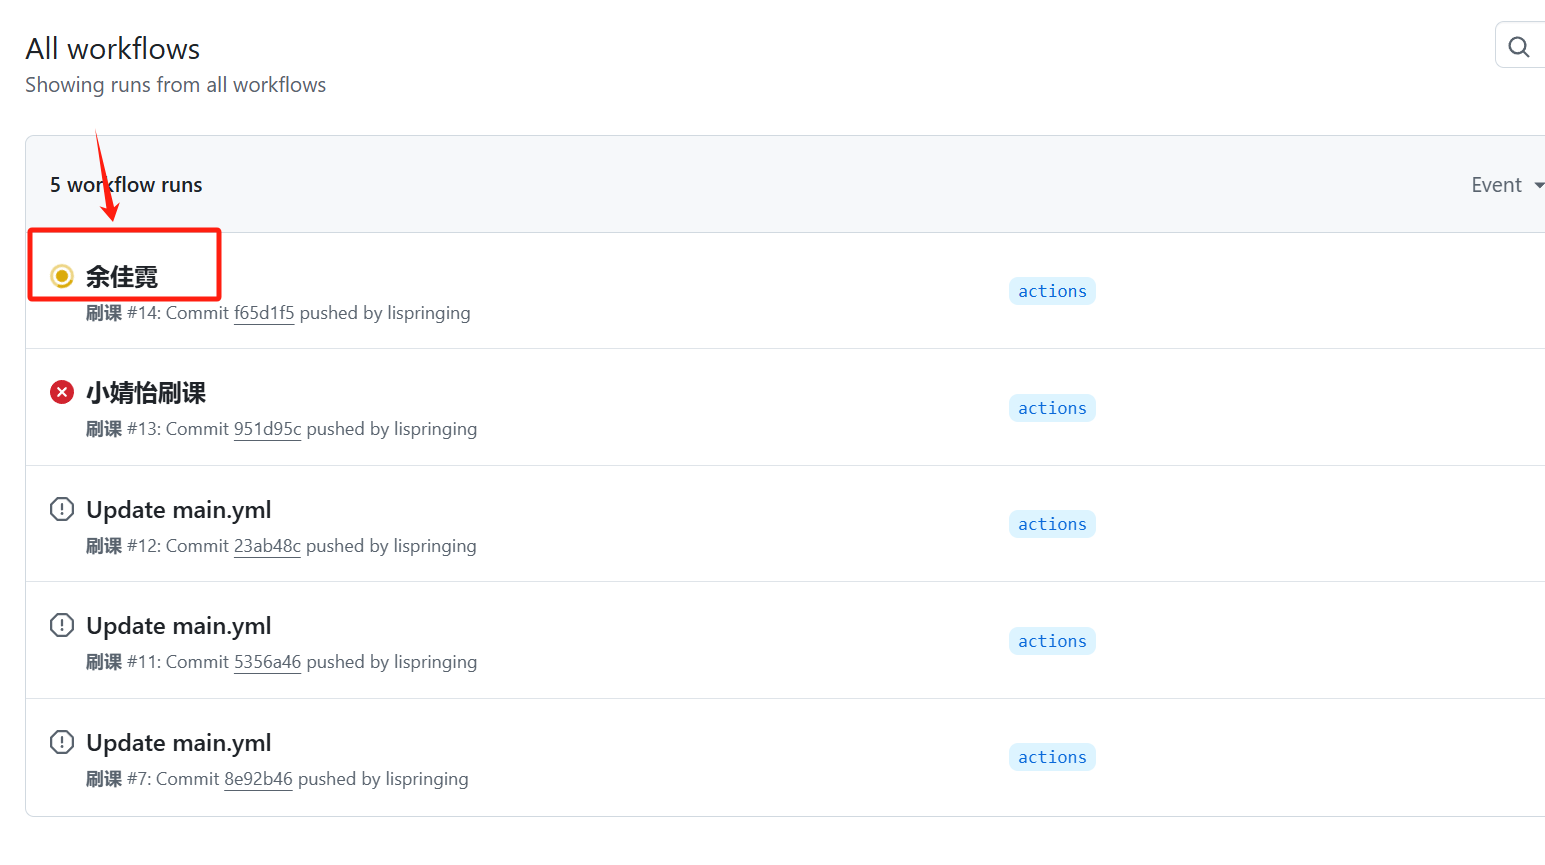 All workflows
Showing runs from all workflows
5 workflow runs
Event
余佳霓
刷课 #14: Commit f65d1f5 pushed by lispringing
actions
小婧怡刷课
刷课 #13: Commit 951d95c pushed by lispringing
actions
Update main.yml
刷课 #12: Commit 23ab48c pushed by lispringing
actions
Update main.yml
刷课 #11: Commit 5356a46 pushed by lispringing
actions
Update main.yml
刷课 #7: Commit 8e92b46 pushed by lispringing
actions